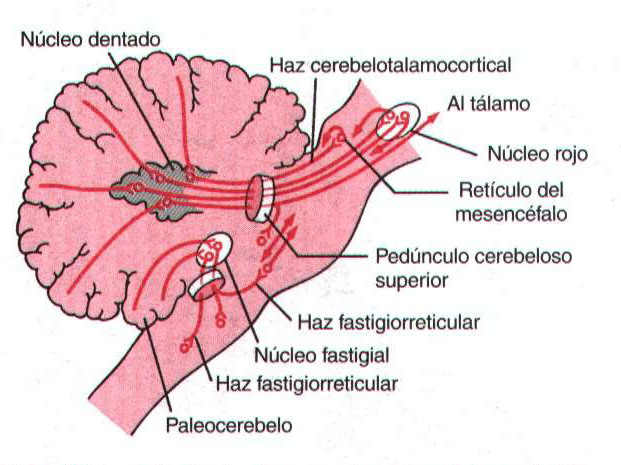 Núcleo dentado
Haz cerebelotalamocortical
Al tálamo
Núcleo rojo
Retículo del
mesencéfalo
Pedúnculo cerebeloso
superior
Haz fastigiorreticular
Núcleo fastigial
Haz fastigiorreticular
Paleocerebelo